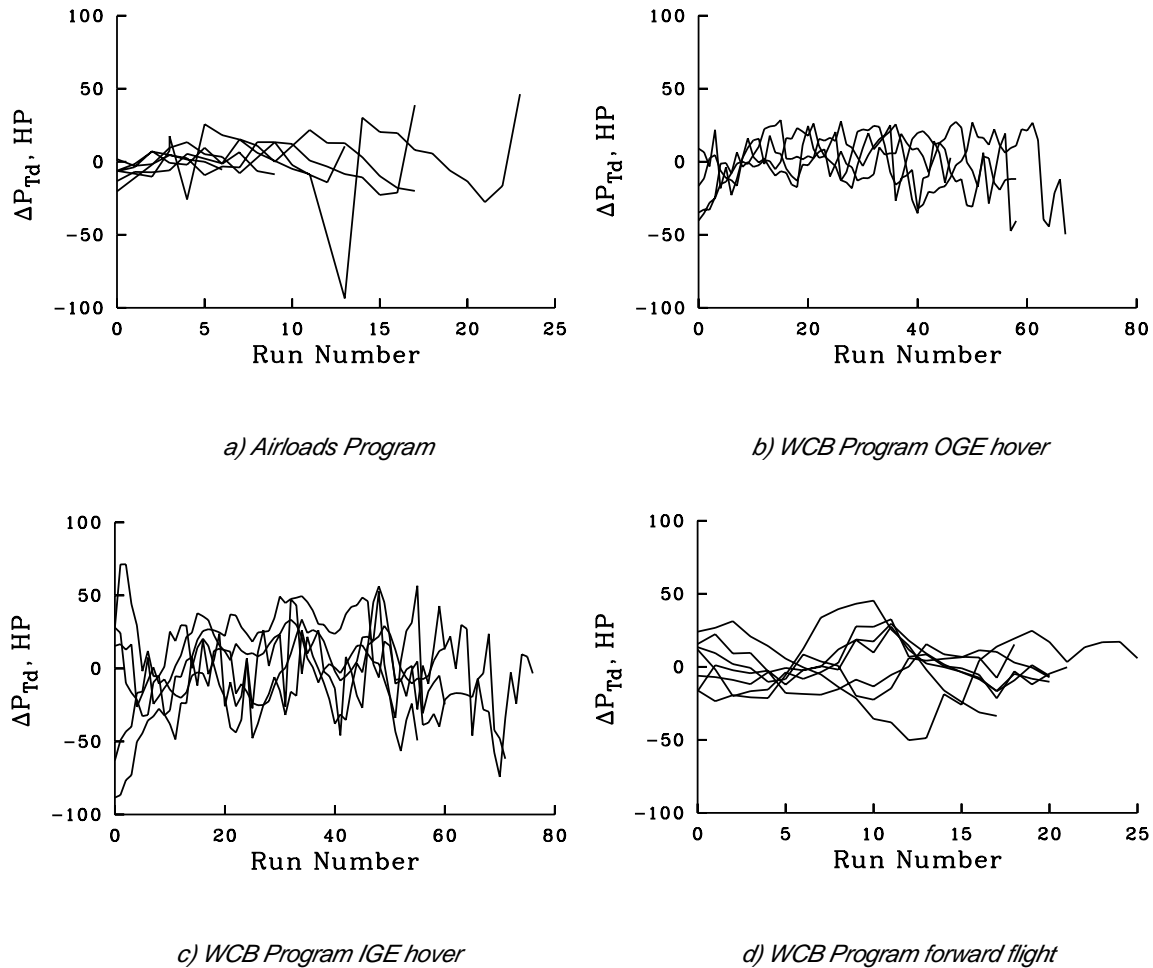 100
50
0
−50
−100
ΔP_Td, HP
0 5 10 15 20 25
Run Number
a) Airloads Program
100
50
0
−50
−100
ΔP_Td, HP
0 20 40 60 80
Run Number
b) WCB Program OGE hover
100
50
0
−50
−100
ΔP_Td, HP
0 20 40 60 80
Run Number
c) WCB Program IGE hover
100
50
0
−50
−100
ΔP_Td, HP
0 5 10 15 20 25
Run Number
d) WCB Program forward flight